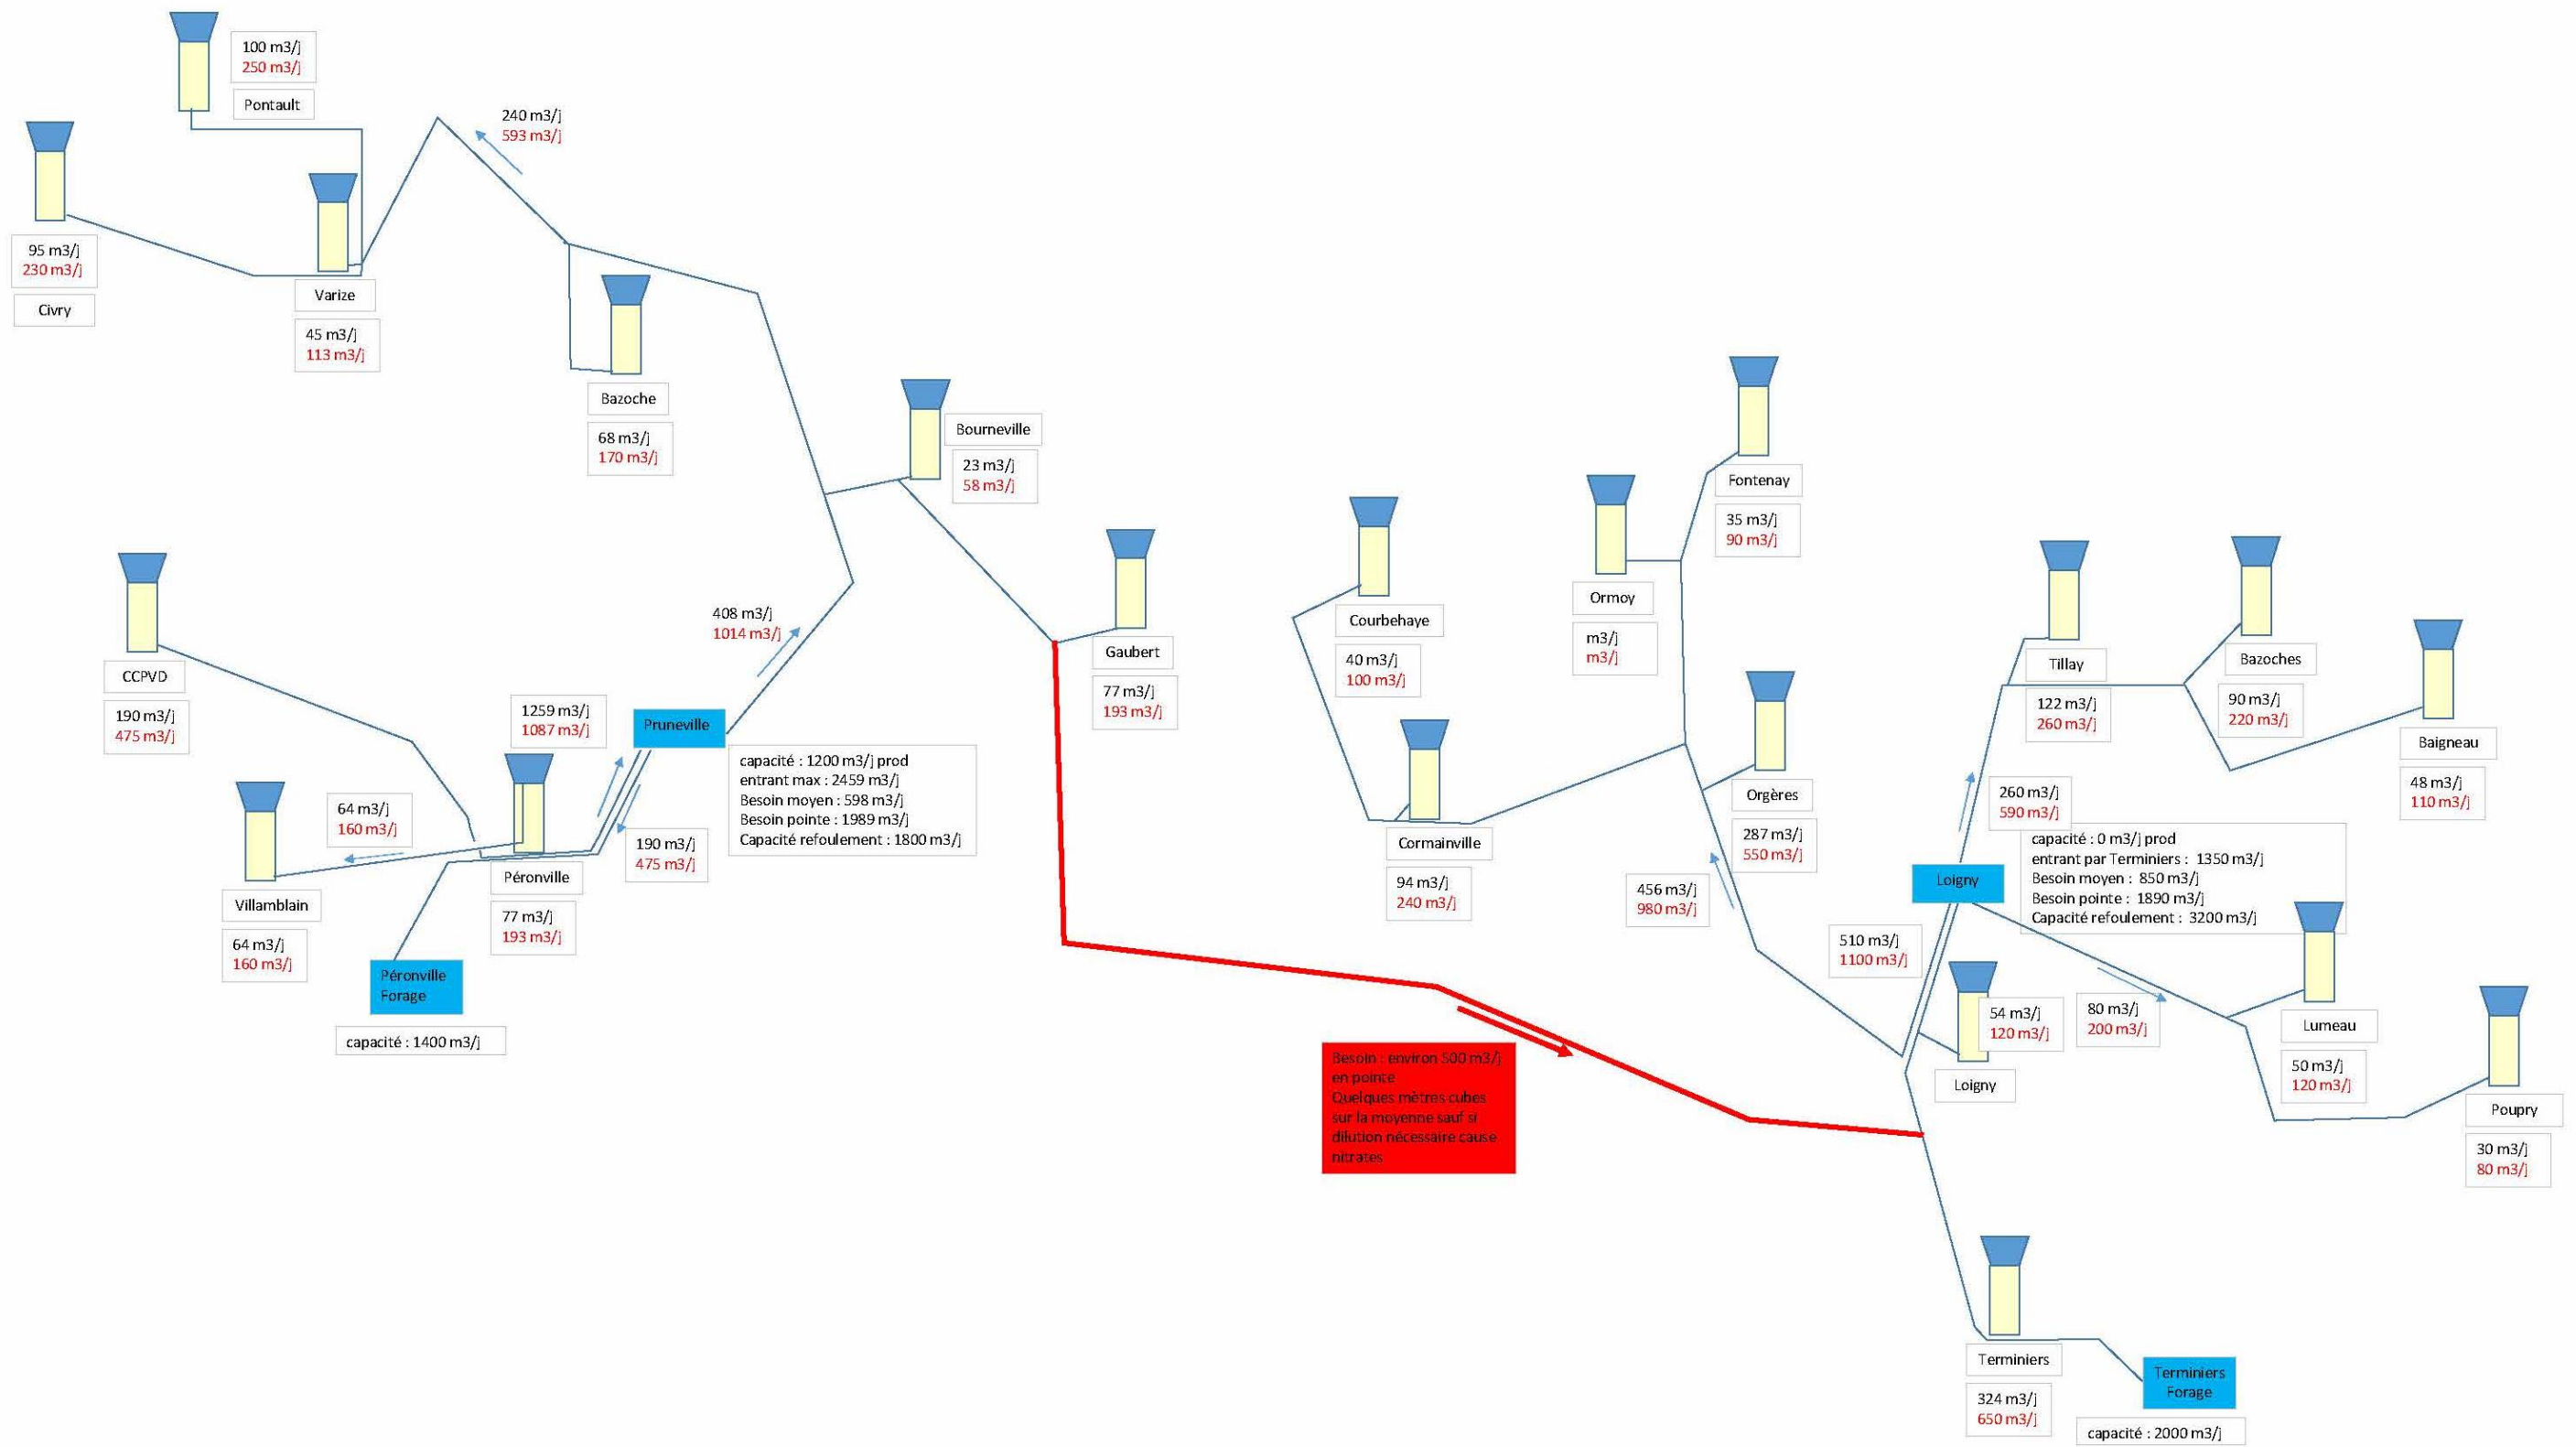 100 m3/j
250 m3/j
Pontault
240 m3/j
593 m3/j
95 m3/j
230 m3/j
Civry
Varize
45 m3/j
113 m3/j
Bazoche
68 m3/j
170 m3/j
Bourneville
23 m3/j
58 m3/j
Fontenay
35 m3/j
90 m3/j
Ormoy
m3/j
m3/j
Courbehaye
40 m3/j
100 m3/j
408 m3/j
1014 m3/j
Gaubert
77 m3/j
193 m3/j
Tillay
122 m3/j
260 m3/j
Bazoches
90 m3/j
220 m3/j
Baigneau
48 m3/j
110 m3/j
CCPVD
190 m3/j
475 m3/j
1259 m3/j
1087 m3/j
Pruneville
capacité : 1200 m3/j prod
entrant max : 2459 m3/j
Besoin moyen : 598 m3/j
Besoin pointe : 1989 m3/j
Capacité refoulement : 1800 m3/j
64 m3/j
160 m3/j
190 m3/j
475 m3/j
Villamblain
64 m3/j
160 m3/j
Péronville
77 m3/j
193 m3/j
Péronville
Forage
capacité : 1400 m3/j
Cormainville
94 m3/j
240 m3/j
Orgères
287 m3/j
550 m3/j
456 m3/j
980 m3/j
260 m3/j
590 m3/j
Loigny
capacité : 0 m3/j prod
entrant par Terminiers : 1350 m3/j
Besoin moyen : 850 m3/j
Besoin pointe : 1890 m3/j
Capacité refoulement : 3200 m3/j
510 m3/j
1100 m3/j
54 m3/j
120 m3/j
Loigny
80 m3/j
200 m3/j
Lumeau
50 m3/j
120 m3/j
Poupry
30 m3/j
80 m3/j
Besoin : environ 500 m3/j
en pointe
Quelques mètres cubes
sur la moyenne sauf si
dilution nécessaire cause
nitrates
Terminiers
324 m3/j
650 m3/j
Terminiers
Forage
capacité : 2000 m3/j